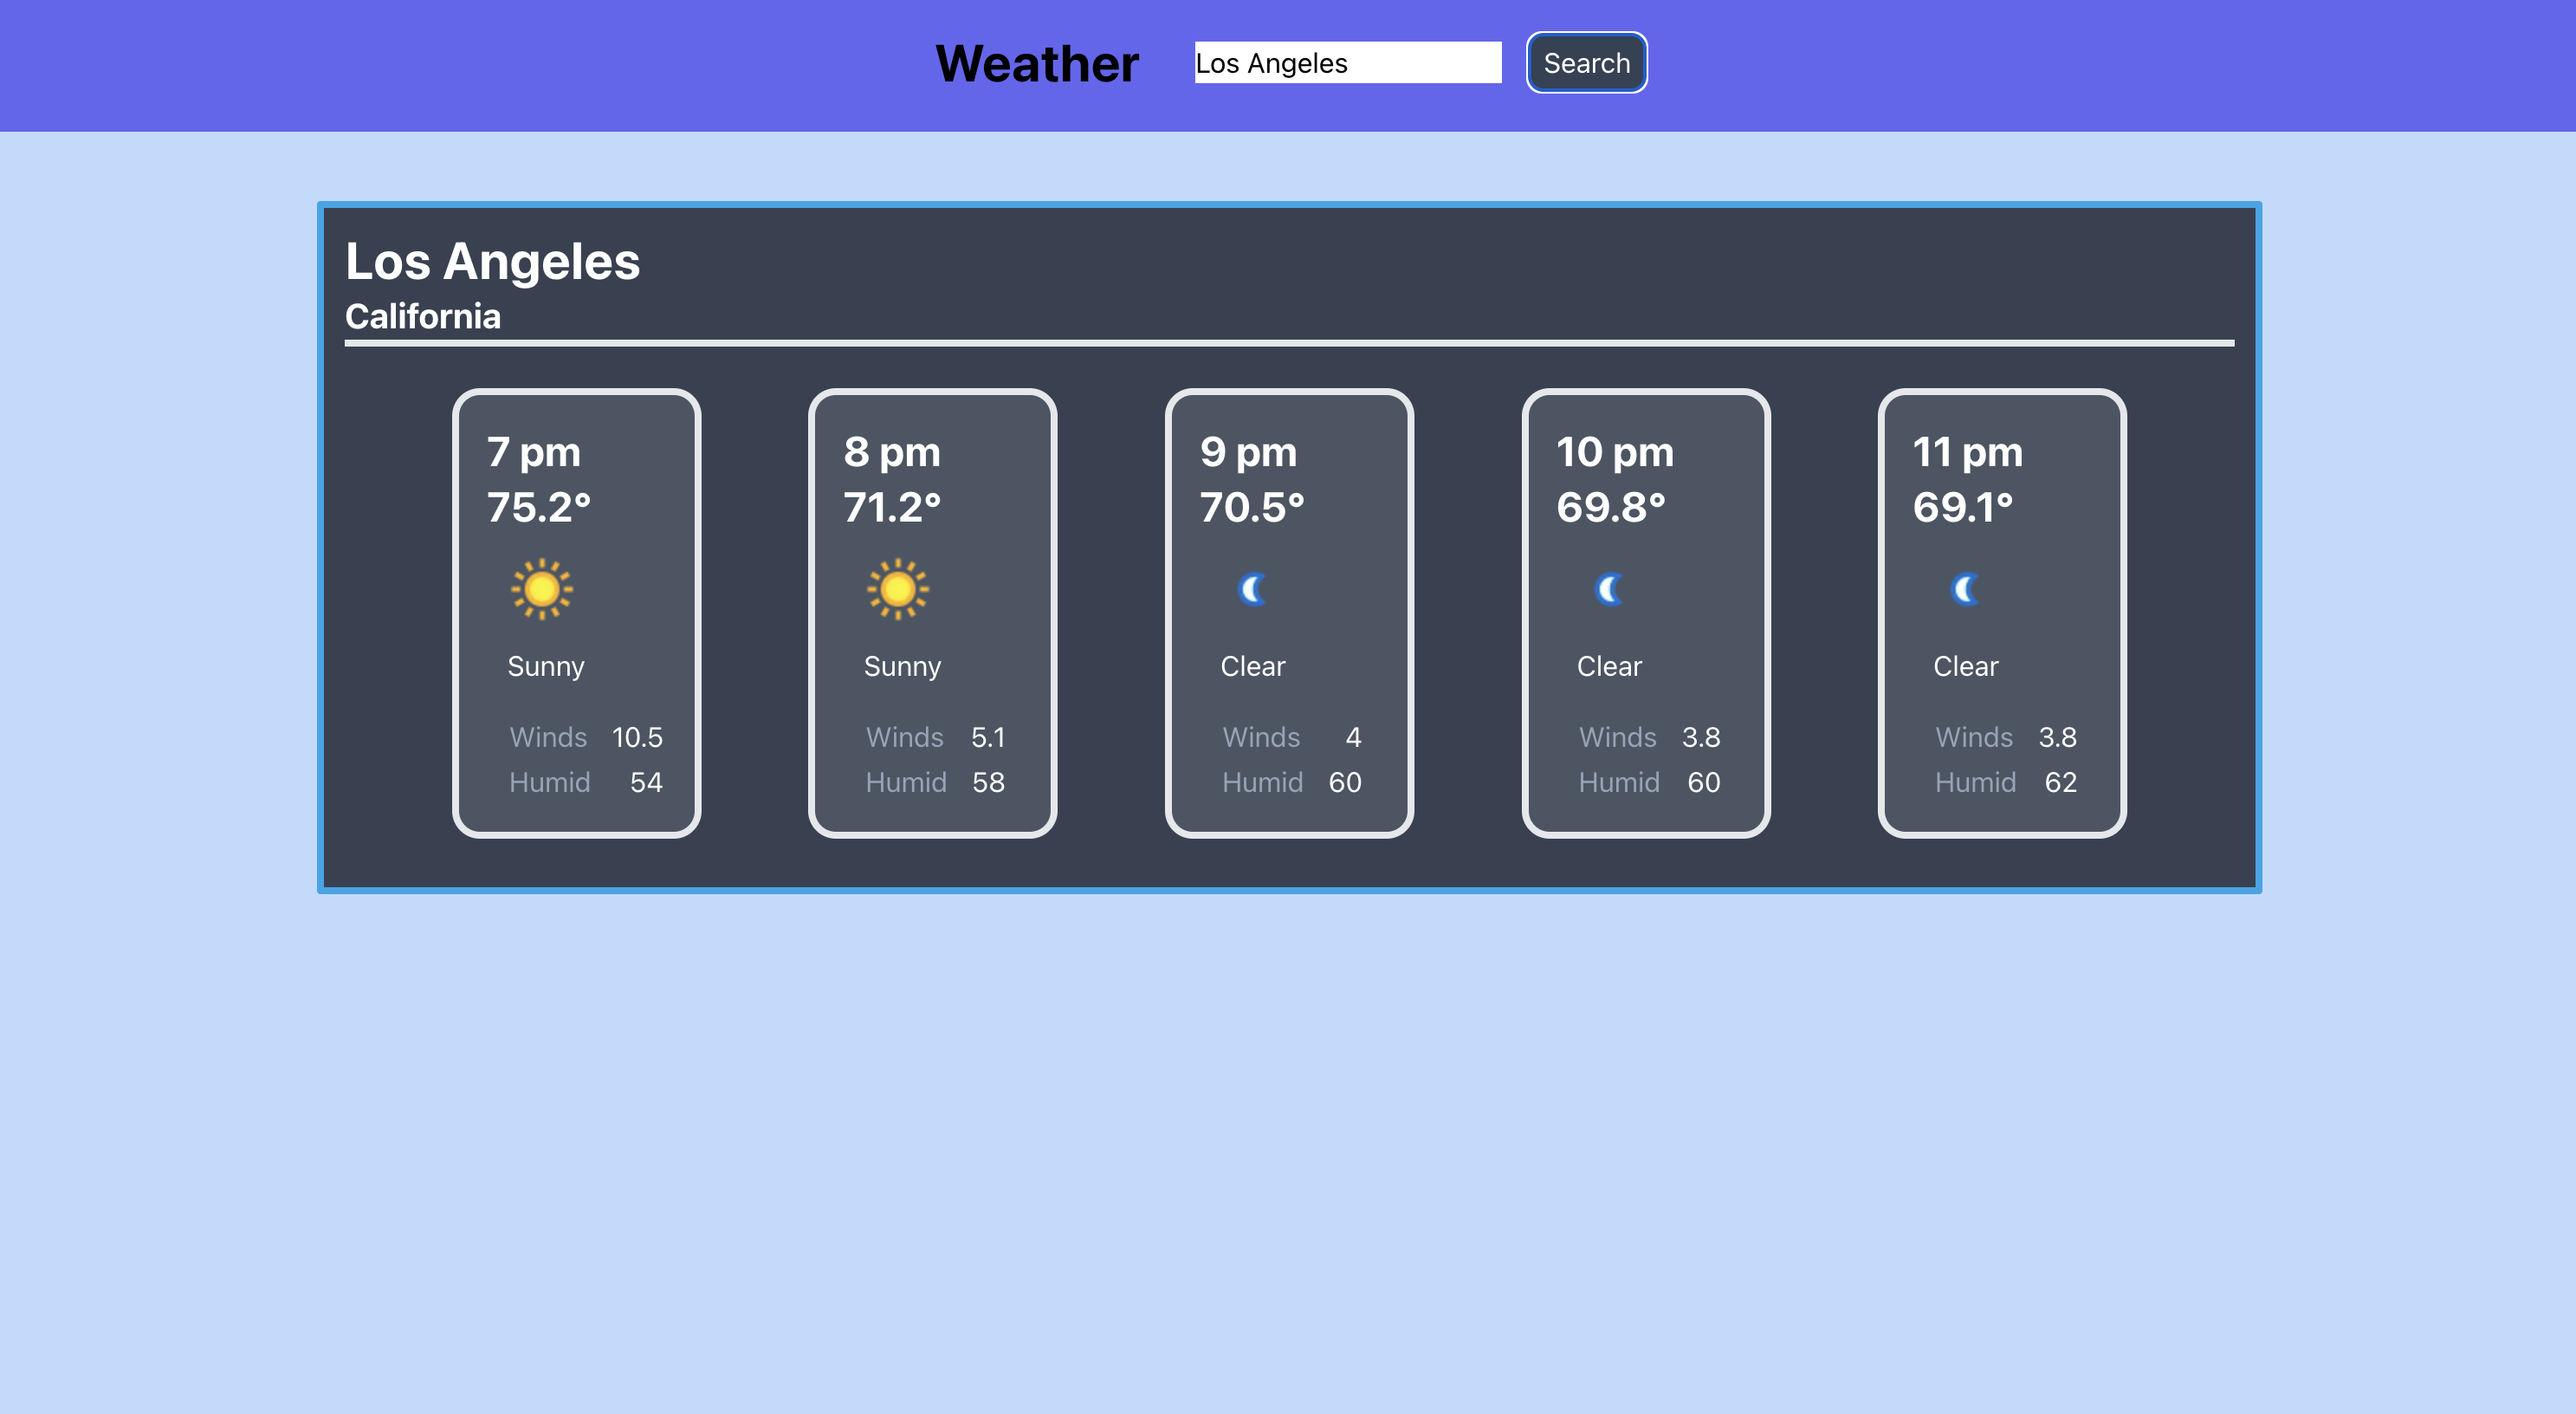 Weather
Los Angeles
Search
Los Angeles
California
7 pm
75.2°
Sunny
Winds 10.5
Humid 54
8 pm
71.2°
Sunny
Winds 5.1
Humid 58
9 pm
70.5°
Clear
Winds 4
Humid 60
10 pm
69.8°
Clear
Winds 3.8
Humid 60
11 pm
69.1°
Clear
Winds 3.8
Humid 62